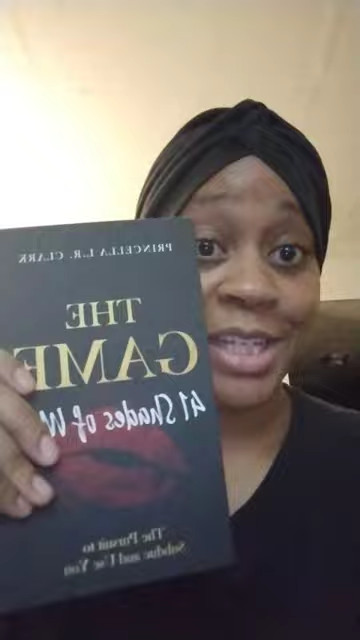 PRINCELLA L.R. CLARK
THE
GAME
41 Shades of
The Pursuit to
Subdue and Use You